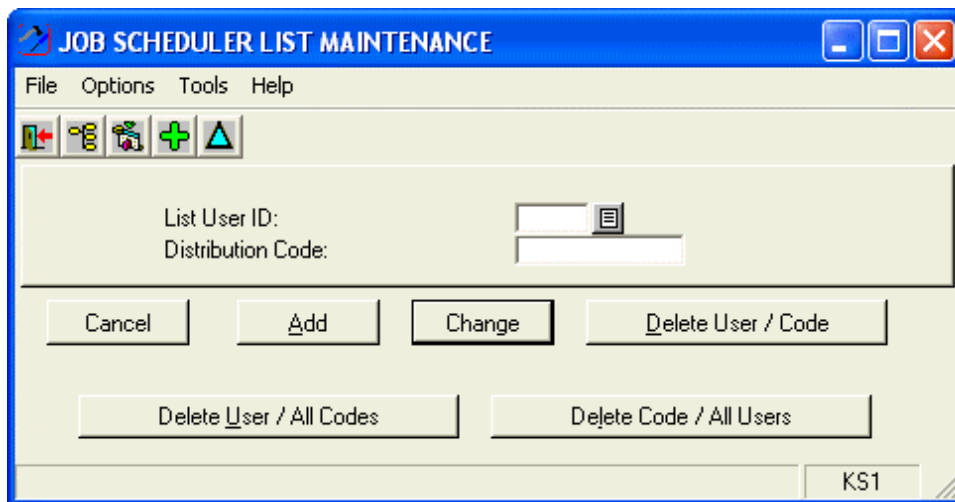 JOB SCHEDULER LIST MAINTENANCE
File Options Tools Help
List User ID:
Distribution Code:
Cancel Add Change Delete User / Code
Delete User / All Codes Delete Code / All Users
KS1